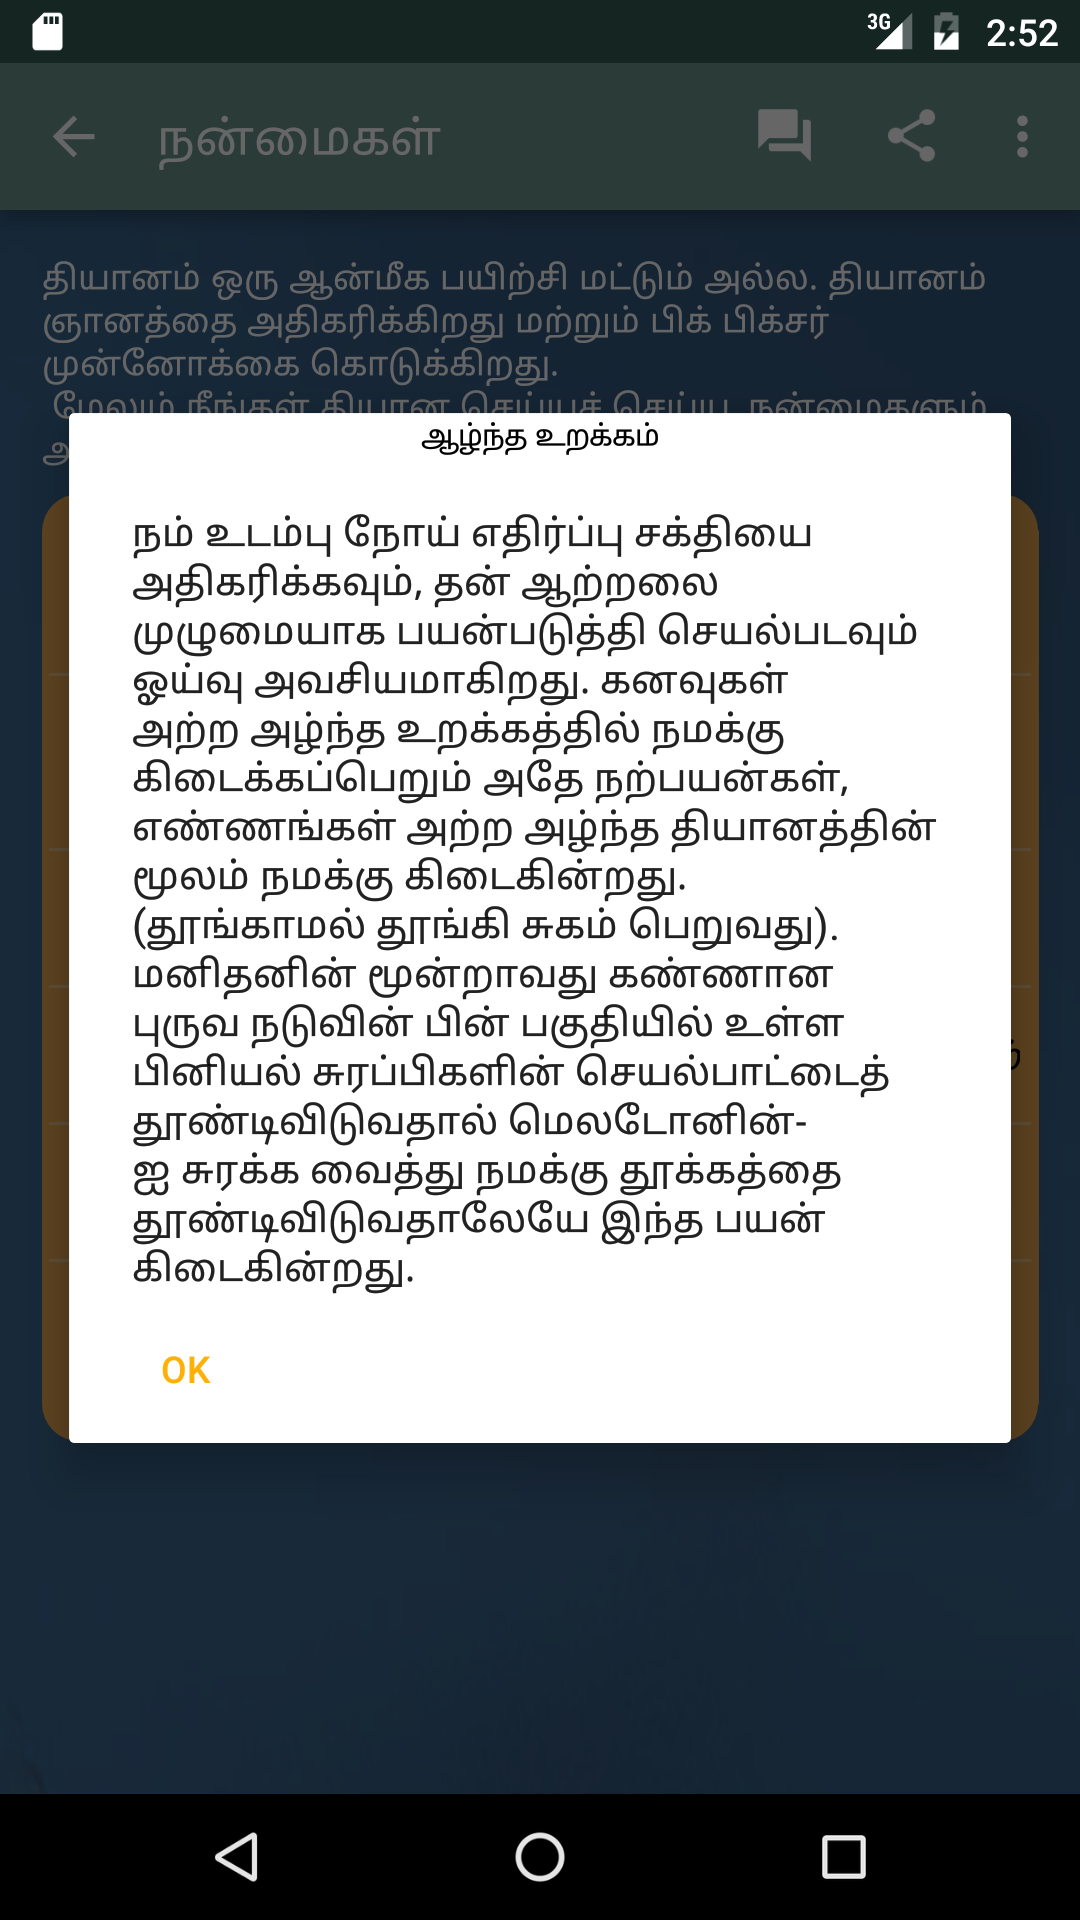 3G 2:52
நன்மைகள்
தியானம் ஒரு ஆன்மீக பயிற்சி மட்டும் அல்ல. தியானம்
ஞானத்தை அதிகரிக்கிறது மற்றும் பிக் பிக்சர்
முன்னோக்கை கொடுக்கிறது.
மேலும் நீங்கள் தியான செய்யச் செய்ய, நன்மைகளும்
ஆழ்ந்த உறக்கம்
நம் உடம்பு நோய் எதிர்ப்பு சக்தியை
அதிகரிக்கவும், தன் ஆற்றலை
முழுமையாக பயன்படுத்தி செயல்படவும்
ஓய்வு அவசியமாகிறது. கனவுகள்
அற்ற அழ்ந்த உறக்கத்தில் நமக்கு
கிடைக்கப்பெறும் அதே நற்பயன்கள்,
எண்ணங்கள் அற்ற அழ்ந்த தியானத்தின்
மூலம் நமக்கு கிடைகின்றது.
(தூங்காமல் தூங்கி சுகம் பெறுவது).
மனிதனின் மூன்றாவது கண்ணான
புருவ நடுவின் பின் பகுதியில் உள்ள
பினியல் சுரப்பிகளின் செயல்பாட்டைத்
தூண்டிவிடுவதால் மெலடோனின்-
ஐ சுரக்க வைத்து நமக்கு தூக்கத்தை
தூண்டிவிடுவதாலேயே இந்த பயன்
கிடைகின்றது.
OK